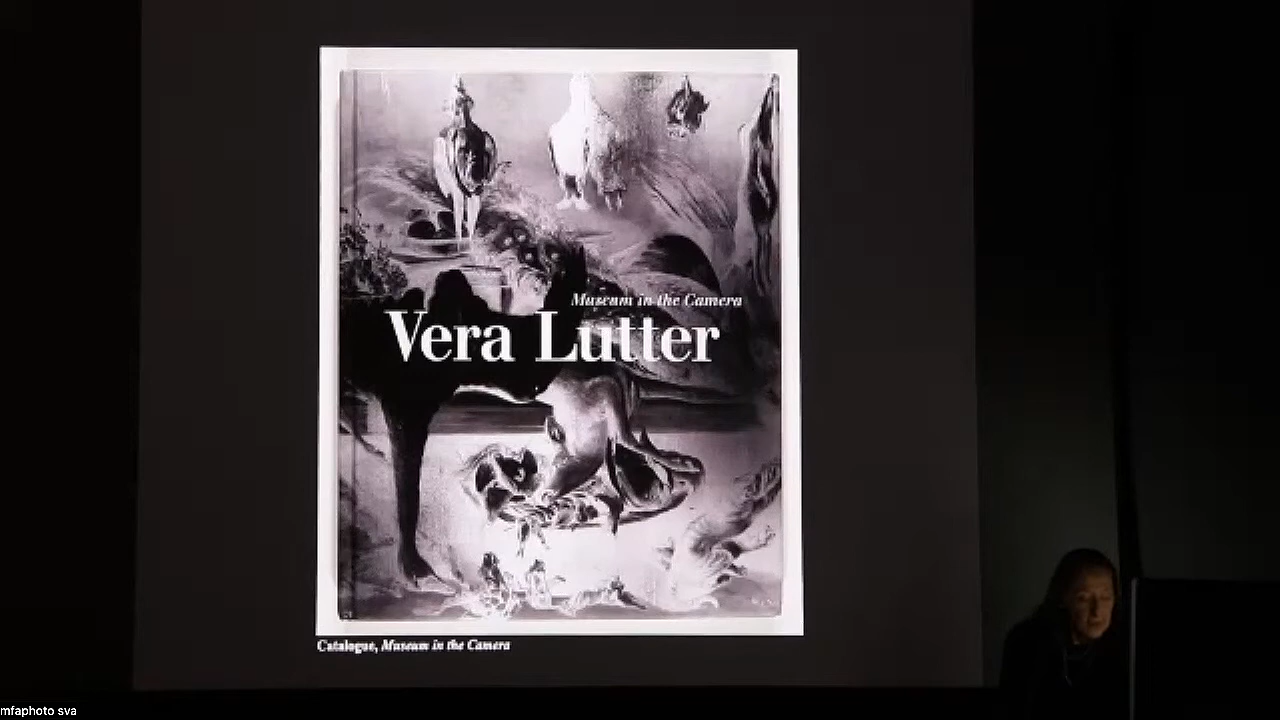 Museum in the Camera
Vera Lutter
Catalogue, Museum in the Camera
mfaphoto sva